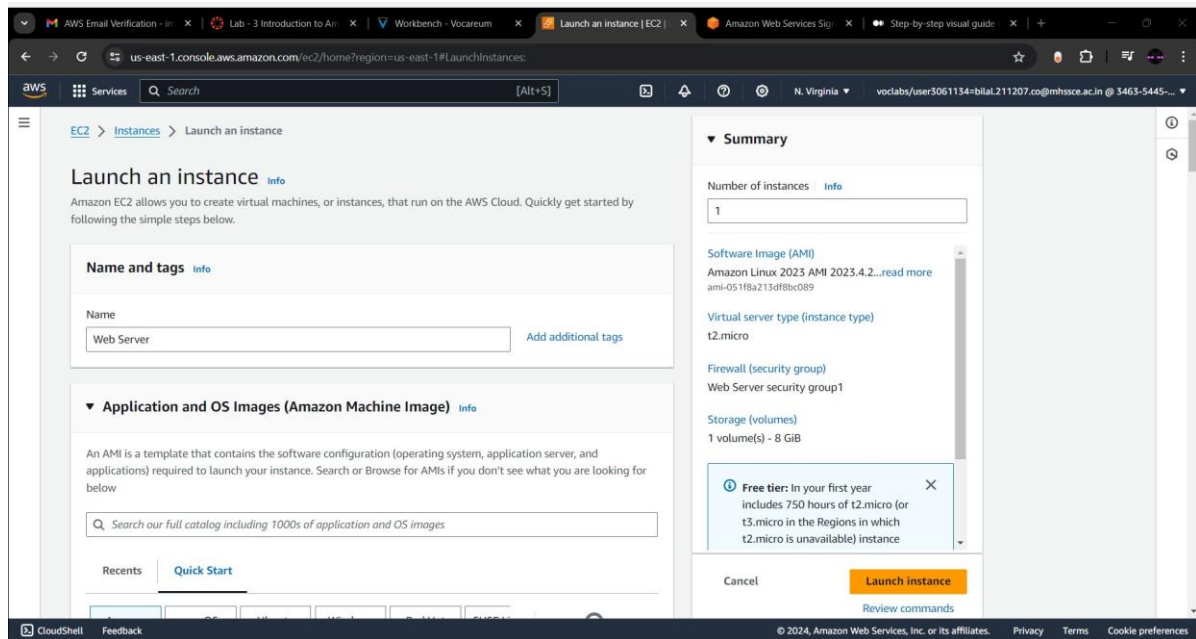 AWS Email Verification - in
Lab - 3 Introduction to Am
Workbench - Vocareum
Launch an instance | EC2 |
Amazon Web Services Sig
Step-by-step visual guide
us-east-1.console.aws.amazon.com/ec2/home?region=us-east-1#LaunchInstances:
aws
Services
Search
[Alt+S]
N. Virginia
voclabs/user3061134=bilal.211207.co@mhssce.ac.in @ 3463-5445-...
EC2 > Instances > Launch an instance
Launch an instance Info
Amazon EC2 allows you to create virtual machines, or instances, that run on the AWS Cloud. Quickly get started by
following the simple steps below.
Name and tags Info
Name
Web Server
Add additional tags
Application and OS Images (Amazon Machine Image) Info
An AMI is a template that contains the software configuration (operating system, application server, and
applications) required to launch your instance. Search or Browse for AMIs if you don't see what you are looking for
below
Search our full catalog including 1000s of application and OS images
Recents
Quick Start
Summary
Number of instances Info
1
Software Image (AMI)
Amazon Linux 2023 AMI 2023.4.2...read more
ami-051f8a213df8bc089
Virtual server type (instance type)
t2.micro
Firewall (security group)
Web Server security group1
Storage (volumes)
1 volume(s) - 8 GiB
Free tier: In your first year
includes 750 hours of t2.micro (or
t3.micro in the Regions in which
t2.micro is unavailable) instance
Cancel
Launch instance
Review commands
CloudShell
Feedback
© 2024, Amazon Web Services, Inc. or its affiliates.
Privacy
Terms
Cookie preferences